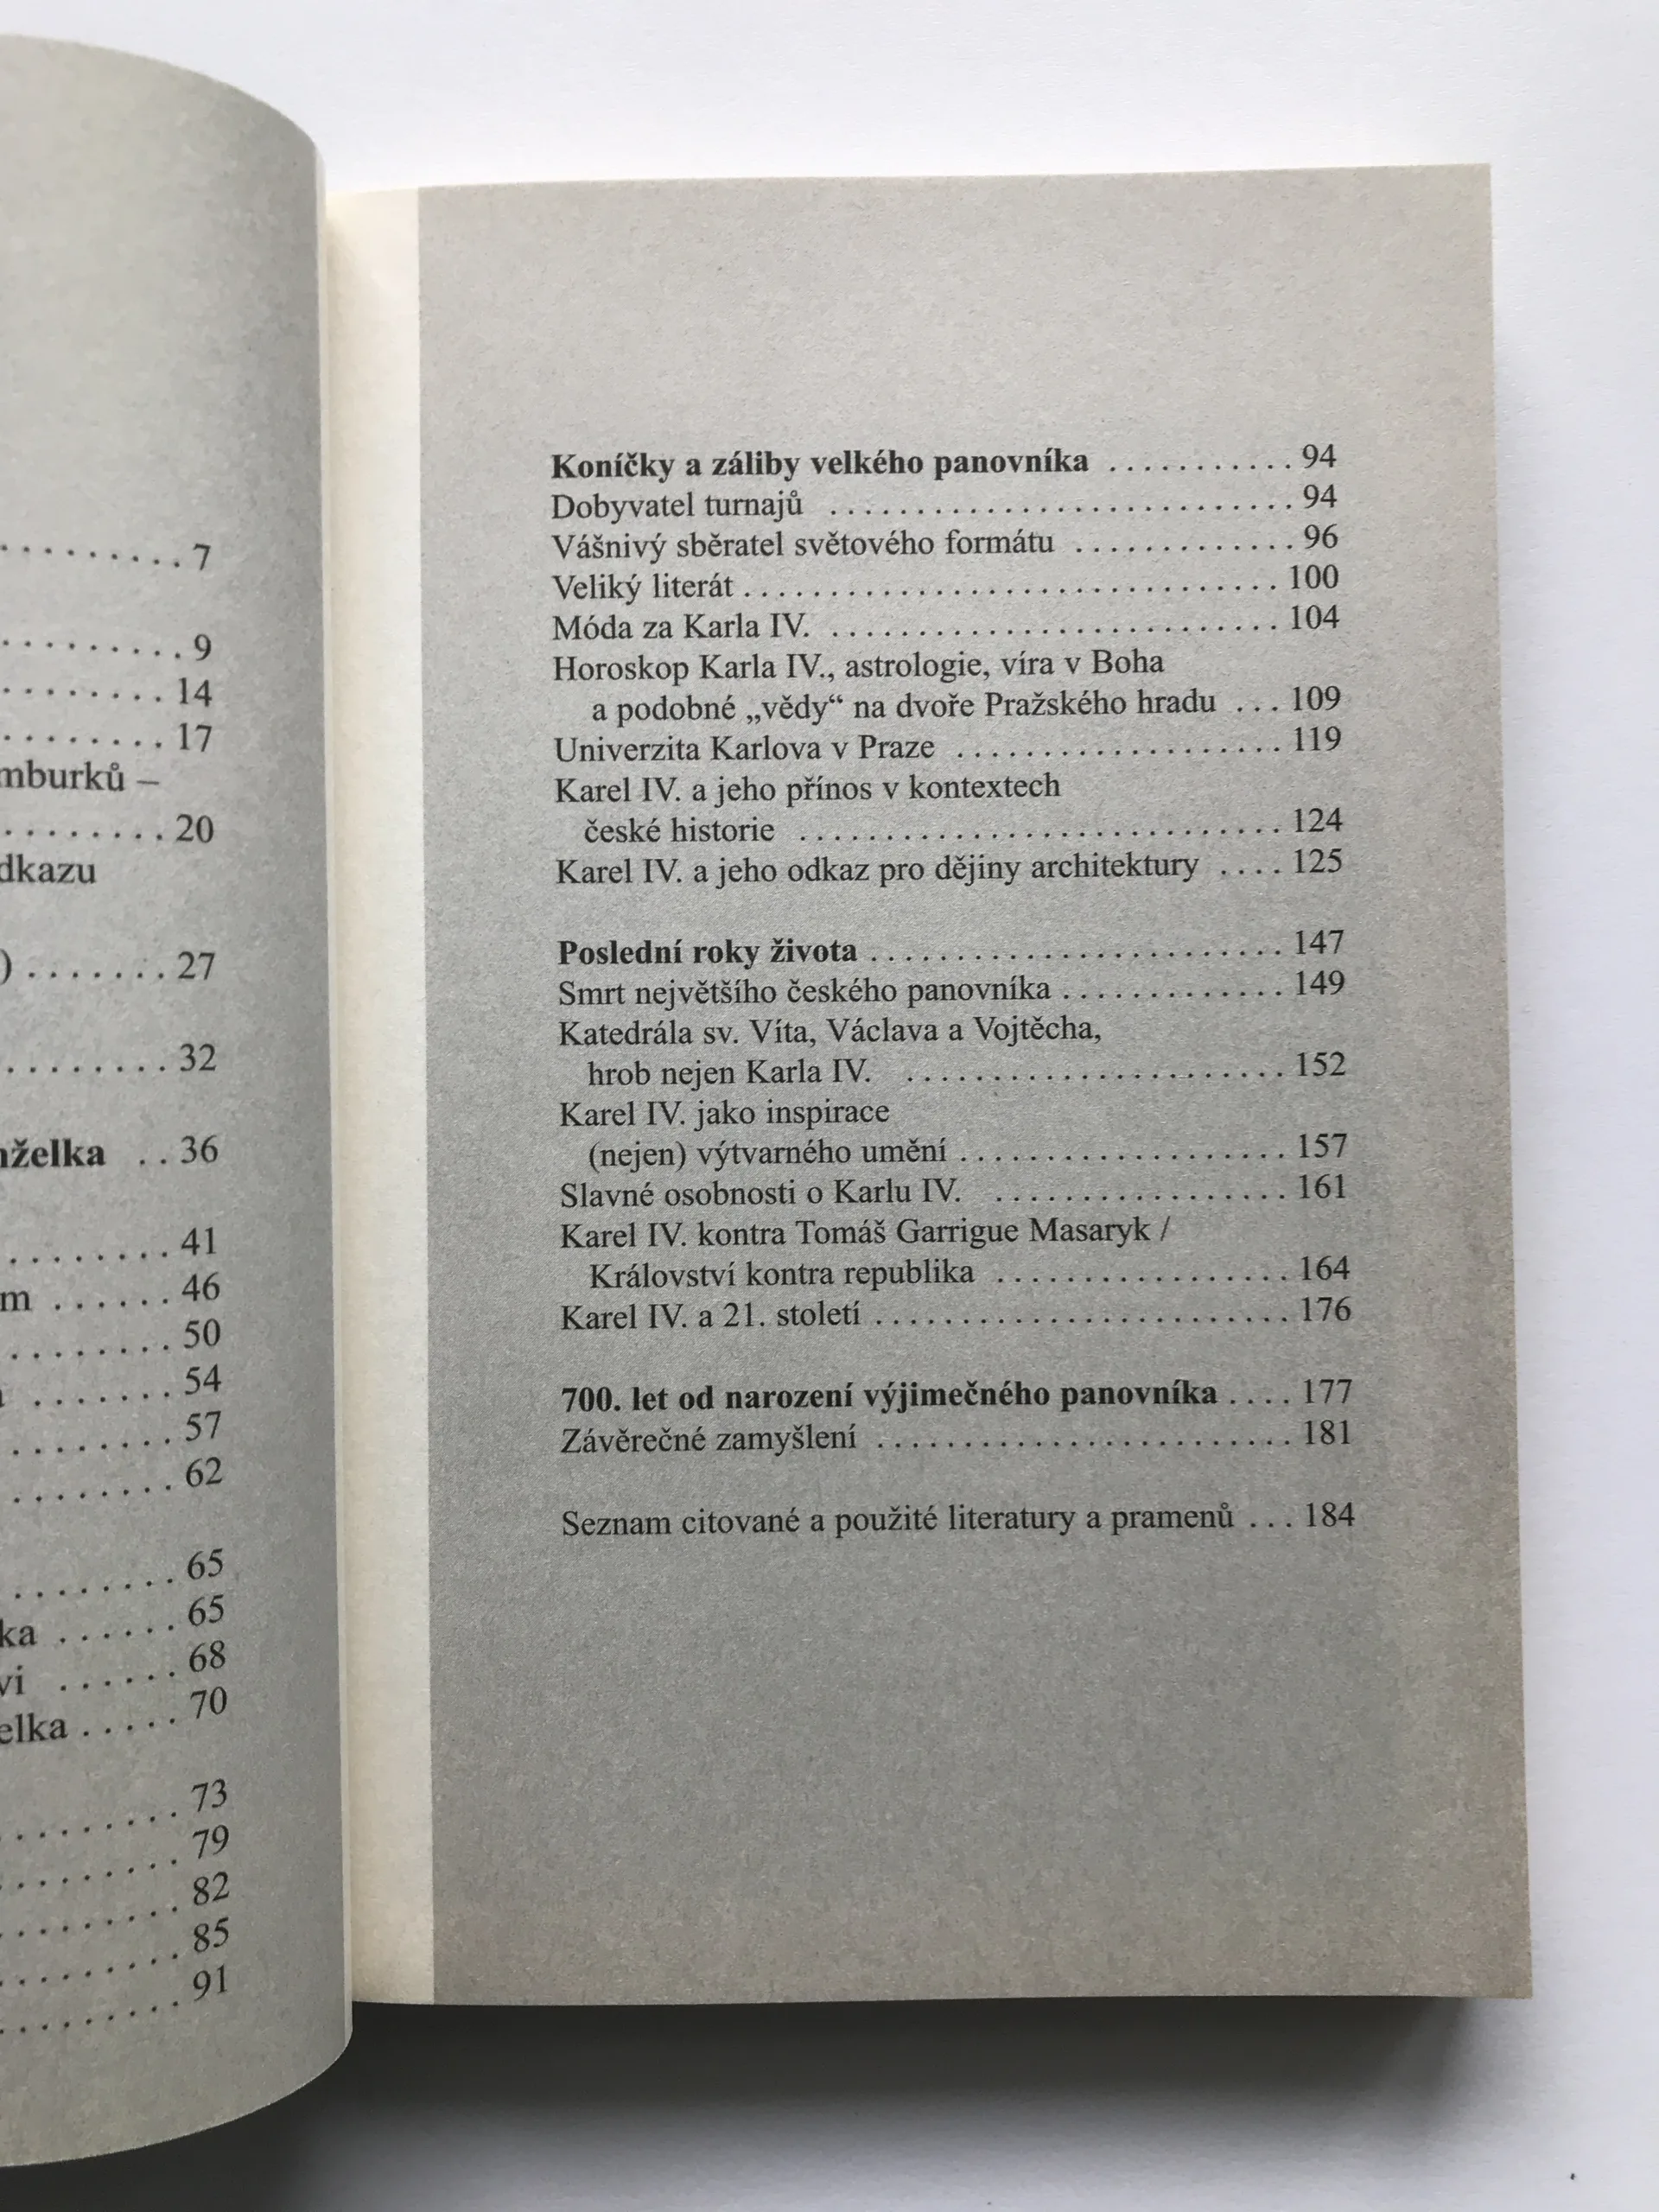 . . . . . . . . . 7
. . . . . . . . . 9
. . . . . . . . 14
. . . . . . . . 17
mburků –
. . . . . . . . 20
dkazu
) . . . . . . . 27
. . . . . . . . 32
nželka . . 36
. . . . . . . . 41
m . . . . . . 46
. . . . . . . . 50
. . . . . . . 54
. . . . . . . . 57
. . . . . . . . 62
. . . . . . . . 65
ka . . . . . . 65
vi . . . . . . 68
elka . . . . . 70
. . . . . . . . 73
. . . . . . . . 79
. . . . . . . . 82
. . . . . . . . 85
. . . . . . . . 91
Koníčky a záliby velkého panovníka . . . . . . . . . . . 94
Dobyvatel turnajů . . . . . . . . . . . . . . . . . . . . . . . . . . . 94
Vášnivý sběratel světového formátu . . . . . . . . . . . . . 96
Veliký literát . . . . . . . . . . . . . . . . . . . . . . . . . . . . . . . 100
Móda za Karla IV. . . . . . . . . . . . . . . . . . . . . . . . . . . 104
Horoskop Karla IV., astrologie, víra v Boha
a podobné „vědy“ na dvoře Pražského hradu . . . 109
Univerzita Karlova v Praze . . . . . . . . . . . . . . . . . . . 119
Karel IV. a jeho přínos v kontextech
české historie . . . . . . . . . . . . . . . . . . . . . . . . . . . . 124
Karel IV. a jeho odkaz pro dějiny architektury . . . . 125
Poslední roky života . . . . . . . . . . . . . . . . . . . . . . . . 147
Smrt největšího českého panovníka . . . . . . . . . . . . . 149
Katedrála sv. Víta, Václava a Vojtěcha,
hrob nejen Karla IV. . . . . . . . . . . . . . . . . . . . . . . 152
Karel IV. jako inspirace
(nejen) výtvarného umění . . . . . . . . . . . . . . . . . . . 157
Slavné osobnosti o Karlu IV. . . . . . . . . . . . . . . . . . 161
Karel IV. kontra Tomáš Garrigue Masaryk /
Království kontra republika . . . . . . . . . . . . . . . . . 164
Karel IV. a 21. století . . . . . . . . . . . . . . . . . . . . . . . . 176
700. let od narození výjimečného panovníka . . . . 177
Závěrečné zamyšlení . . . . . . . . . . . . . . . . . . . . . . . . 181
Seznam citované a použité literatury a pramenů . . . 184